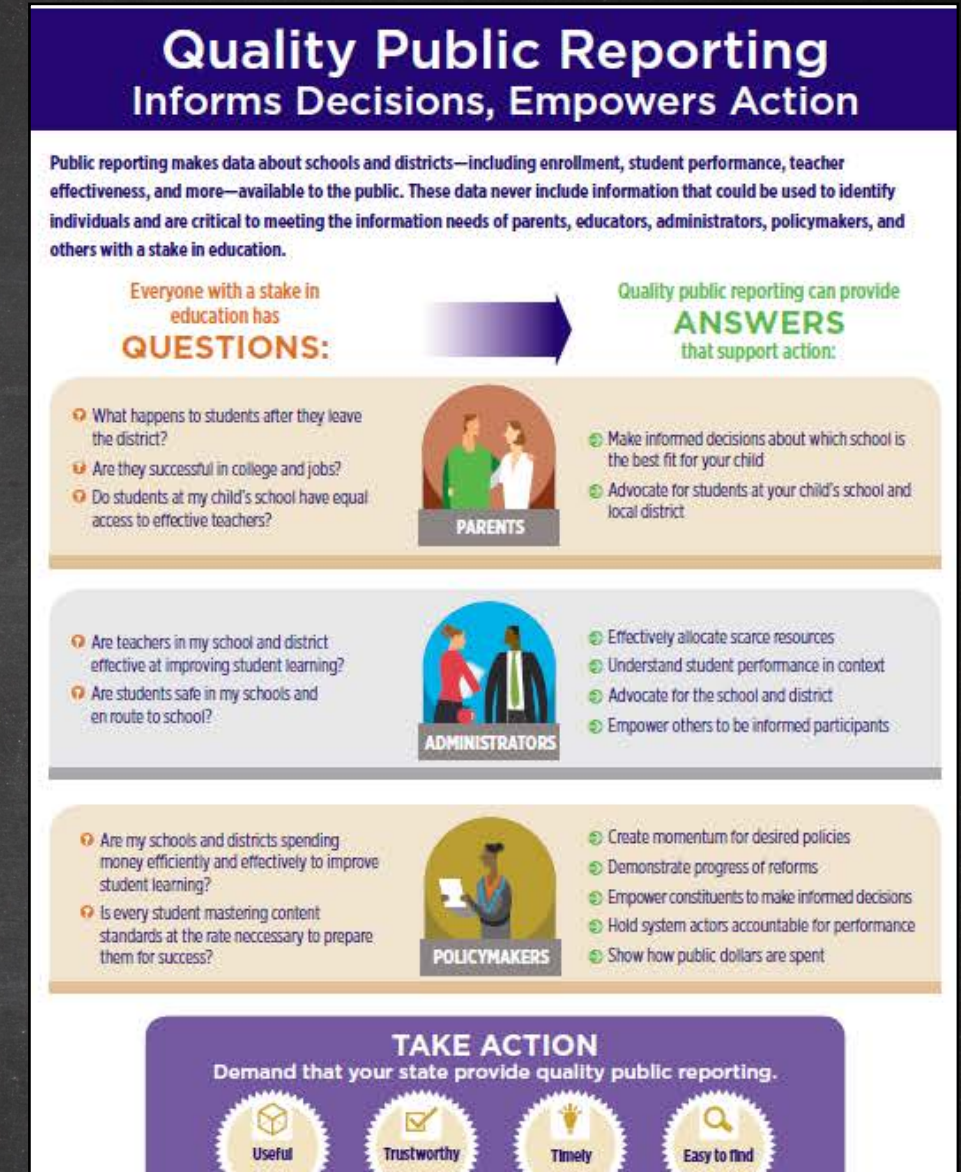 Quality Public Reporting
Informs Decisions, Empowers Action
Public reporting makes data about schools and districts—including enrollment, student performance, teacher
effectiveness, and more—available to the public. These data never include information that could be used to identify
individuals and are critical to meeting the information needs of parents, educators, administrators, policymakers, and
others with a stake in education.
Everyone with a stake in
education has
QUESTIONS:
Quality public reporting can provide
ANSWERS
that support action:
What happens to students after they leave
the district?
Are they successful in college and jobs?
Do students at my child's school have equal
access to effective teachers?
PARENTS
Make informed decisions about which school is
the best fit for your child
Advocate for students at your child's school and
local district
Are teachers in my school and district
effective at improving student learning?
Are students safe in my schools and
en route to school?
ADMINISTRATORS
Effectively allocate scarce resources
Understand student performance in context
Advocate for the school and district
Empower others to be informed participants
Are my schools and districts spending
money efficiently and effectively to improve
student learning?
Is every student mastering content
standards at the rate neccessary to prepare
them for success?
POLICYMAKERS
Create momentum for desired policies
Demonstrate progress of reforms
Empower constituents to make informed decisions
Hold system actors accountable for performance
Show how public dollars are spent
TAKE ACTION
Demand that your state provide quality public reporting.
Useful
Trustworthy
Timely
Easy to find